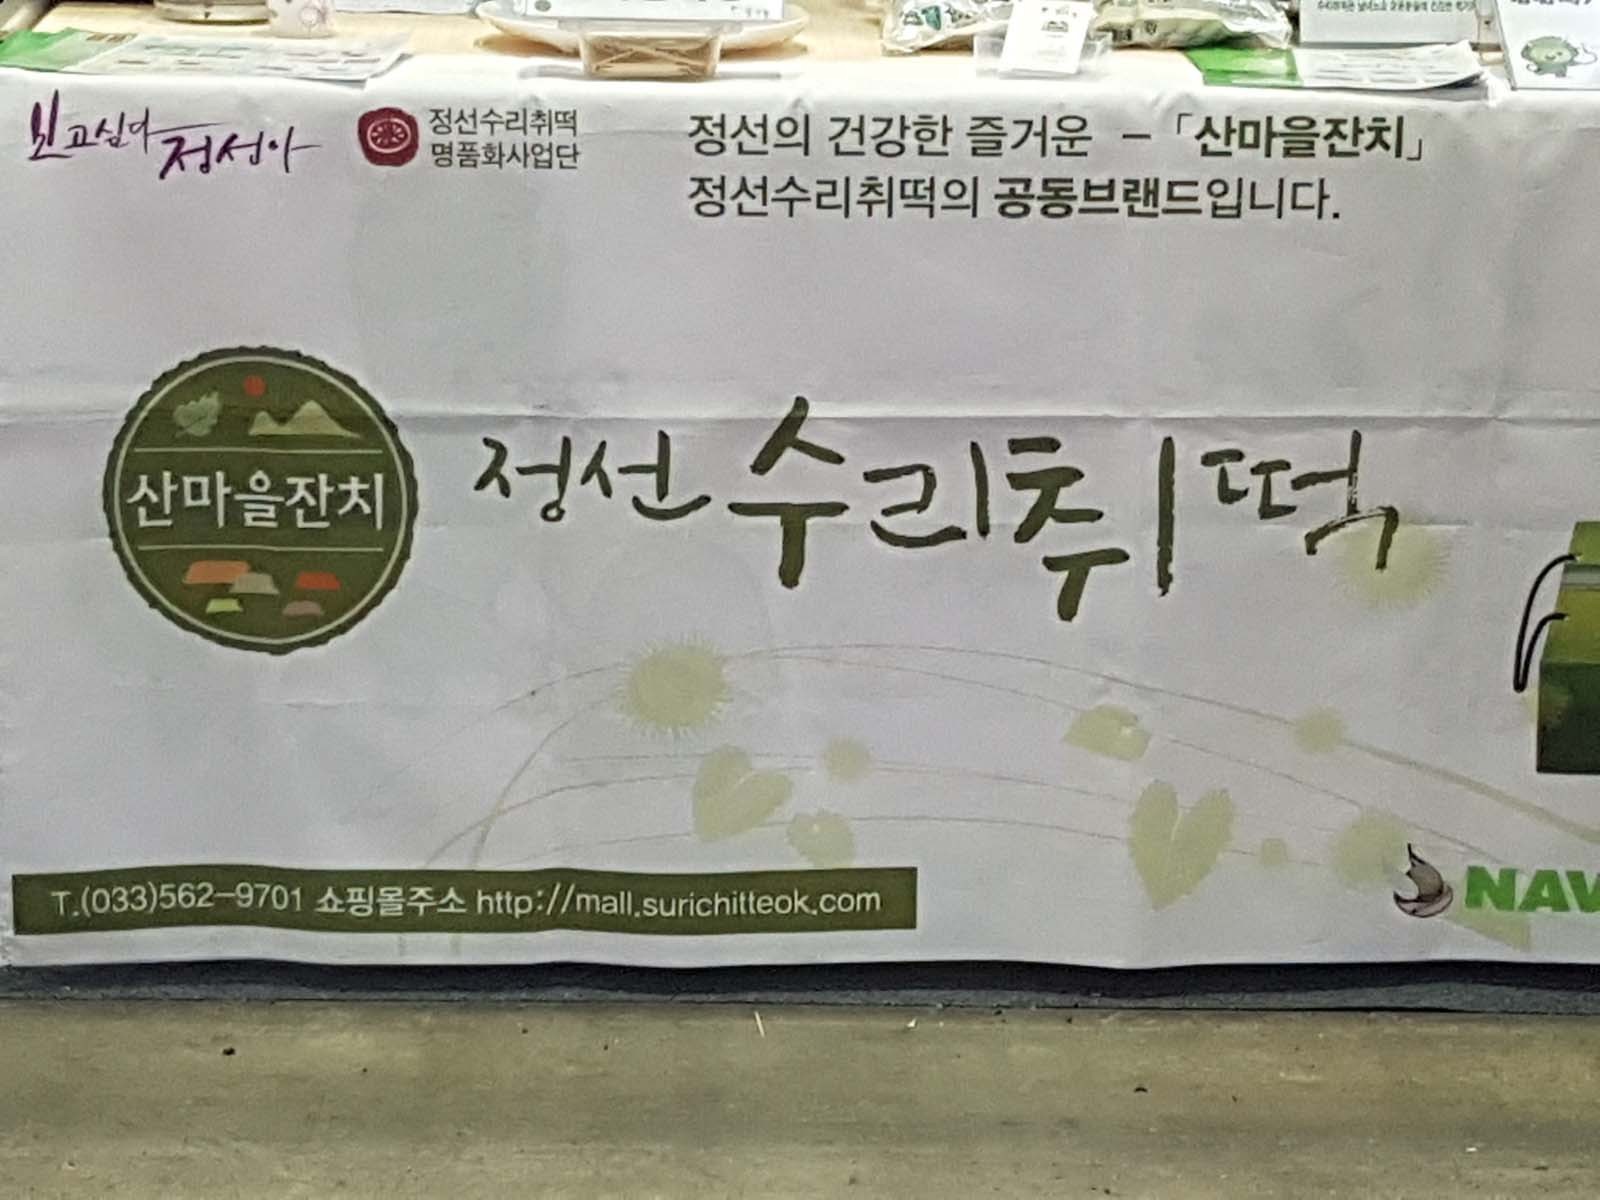 보고싶다 정선아
정선수리취떡
명품화사업단
정선의 건강한 즐거운 -「산마을잔치」
정선수리취떡의 공동브랜드입니다.
산마을잔치
정선 수리취떡
T.(033)562-9701 쇼핑몰주소 http://mall.surichitteok.com
NAV